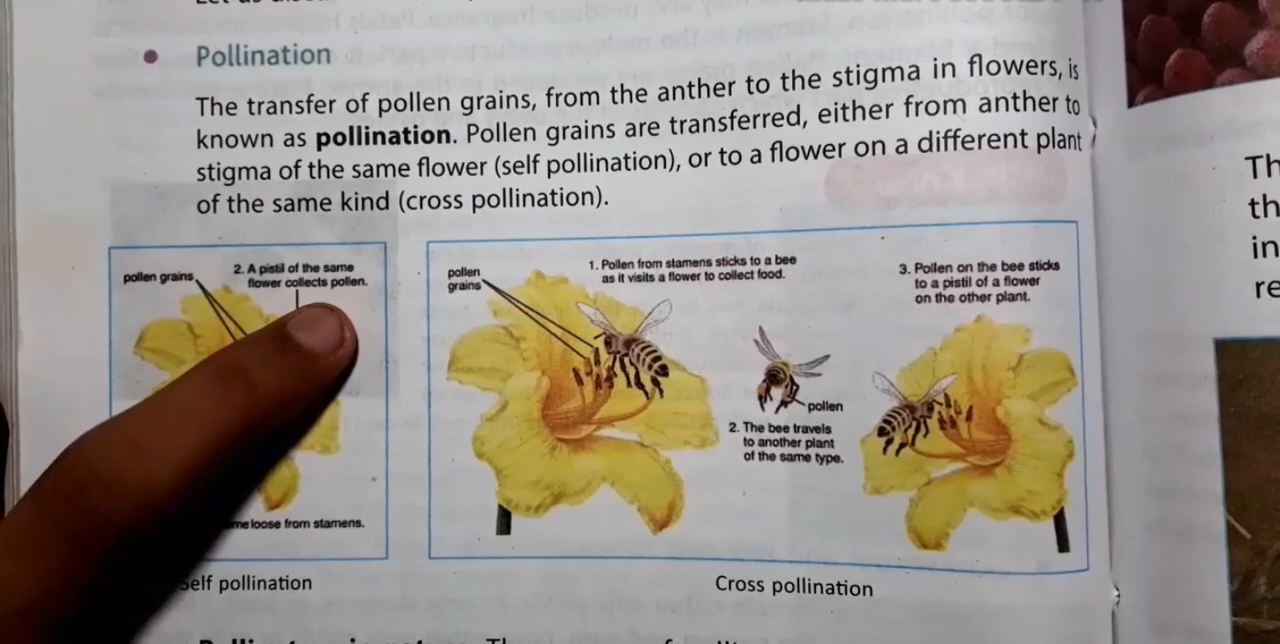 Pollination
The transfer of pollen grains, from the anther to the stigma in flowers, is
known as pollination. Pollen grains are transferred, either from anther to
stigma of the same flower (self pollination), or to a flower on a different plant
of the same kind (cross pollination).
pollen grains
2. A pistil of the same
flower collects pollen.
loose from stamens.
Self pollination
pollen
grains
1. Pollen from stamens sticks to a bee
as it visits a flower to collect food.
pollen
2. The bee travels
to another plant
of the same type.
3. Pollen on the bee sticks
to a pistil of a flower
on the other plant.
Cross pollination
in